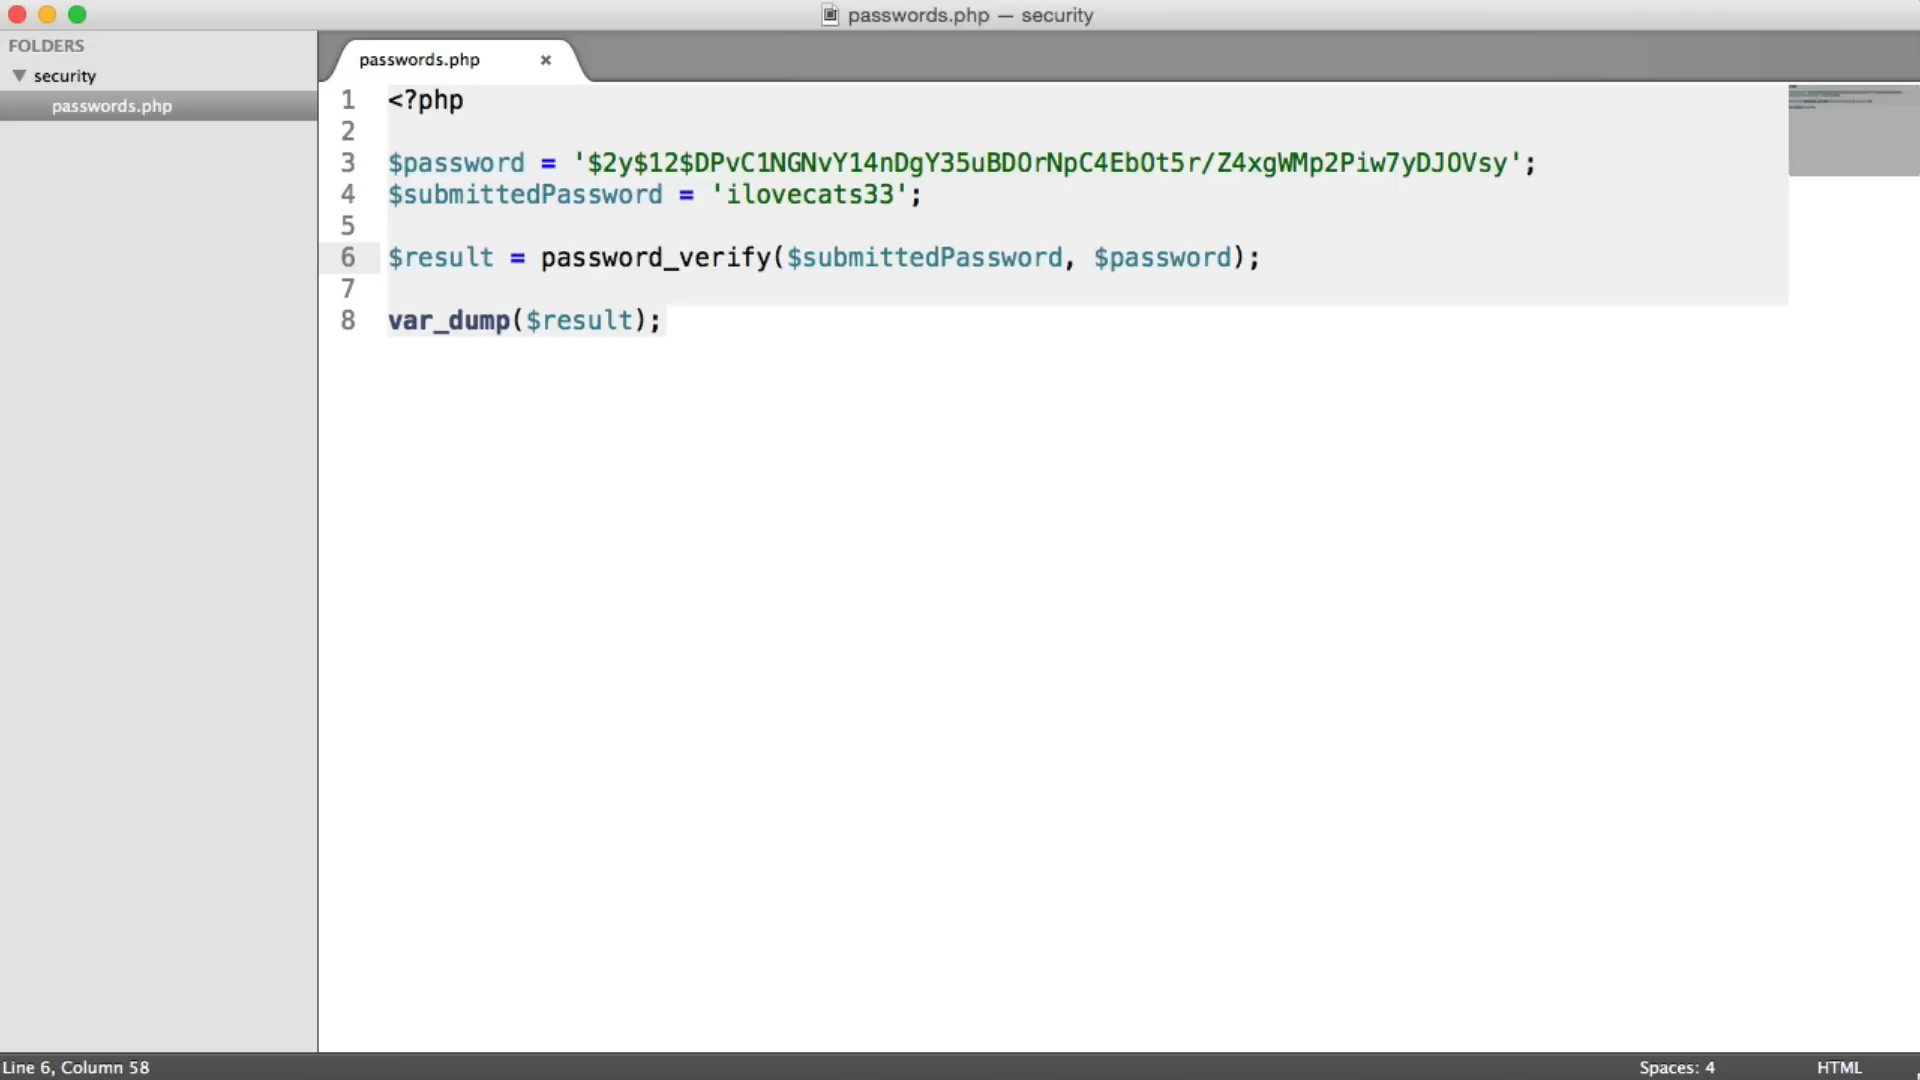 passwords.php — security
FOLDERS
security
passwords.php
passwords.php
1 <?php
2
3 $password = '$2y$12$DPvC1NGNvY14nDgY35uBDOrNpC4EbOt5r/Z4xgWMp2Piw7yDJOVsy';
4 $submittedPassword = 'ilovecats33';
5
6 $result = password_verify($submittedPassword, $password);
7
8 var_dump($result);
Line 6, Column 58
Spaces: 4
HTML